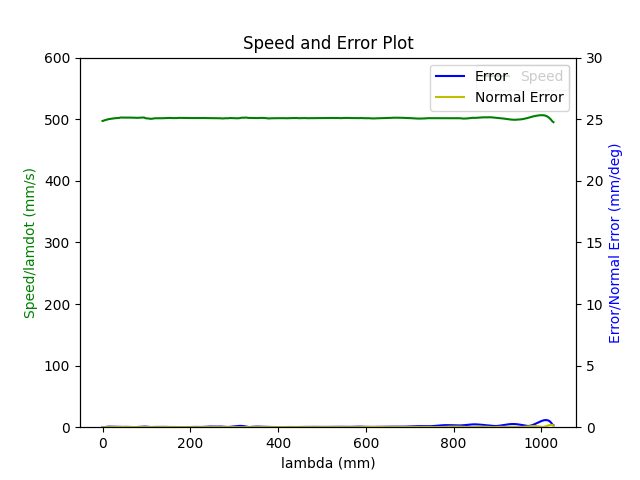 Speed and Error Plot
600
500
400
300
200
100
0
Speed/lamdot (mm/s)
30
25
20
15
10
5
0
Error/Normal Error (mm/deg)
Error Speed
Normal Error
0 200 400 600 800 1000
lambda (mm)